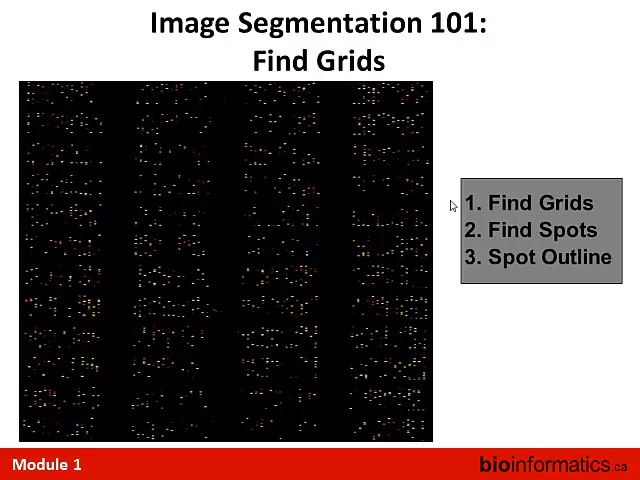 Image Segmentation 101:
Find Grids
1. Find Grids
2. Find Spots
3. Spot Outline
Module 1
bioinformatics.ca